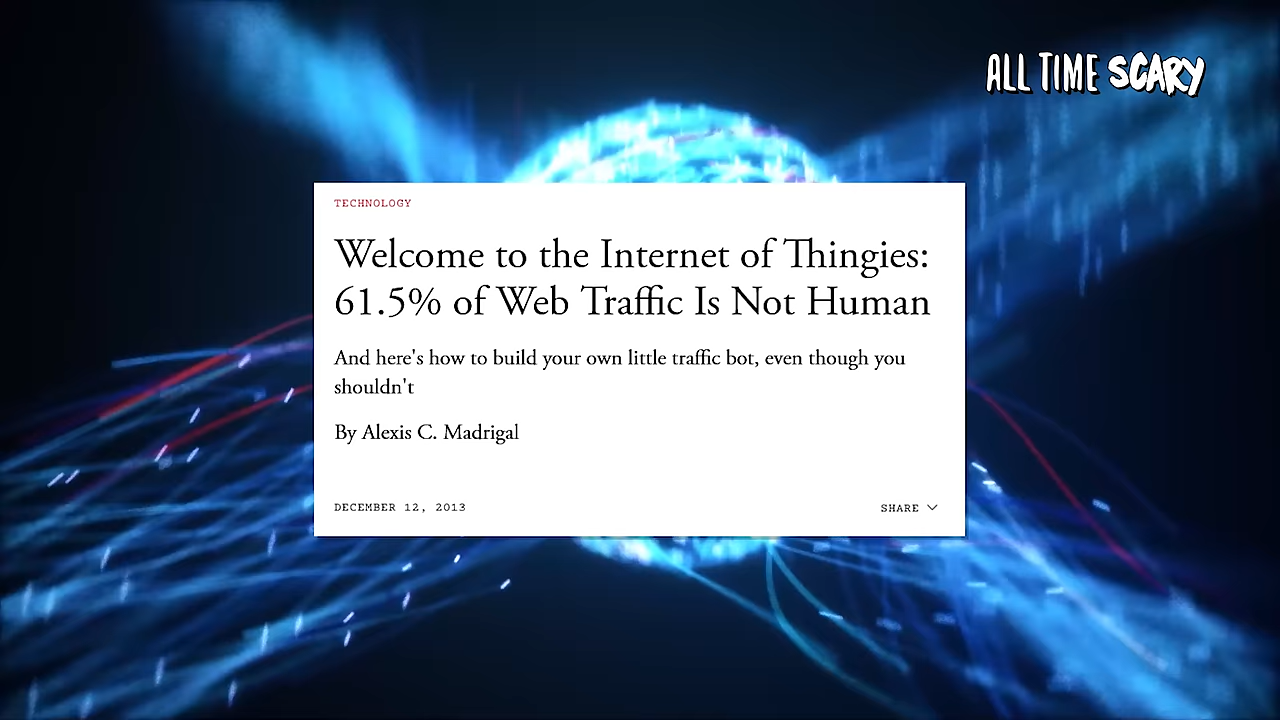 ALL TIME SCARY
TECHNOLOGY
Welcome to the Internet of Thingies:
61.5% of Web Traffic Is Not Human
And here's how to build your own little traffic bot, even though you
shouldn't
By Alexis C. Madrigal
DECEMBER 12, 2013
SHARE